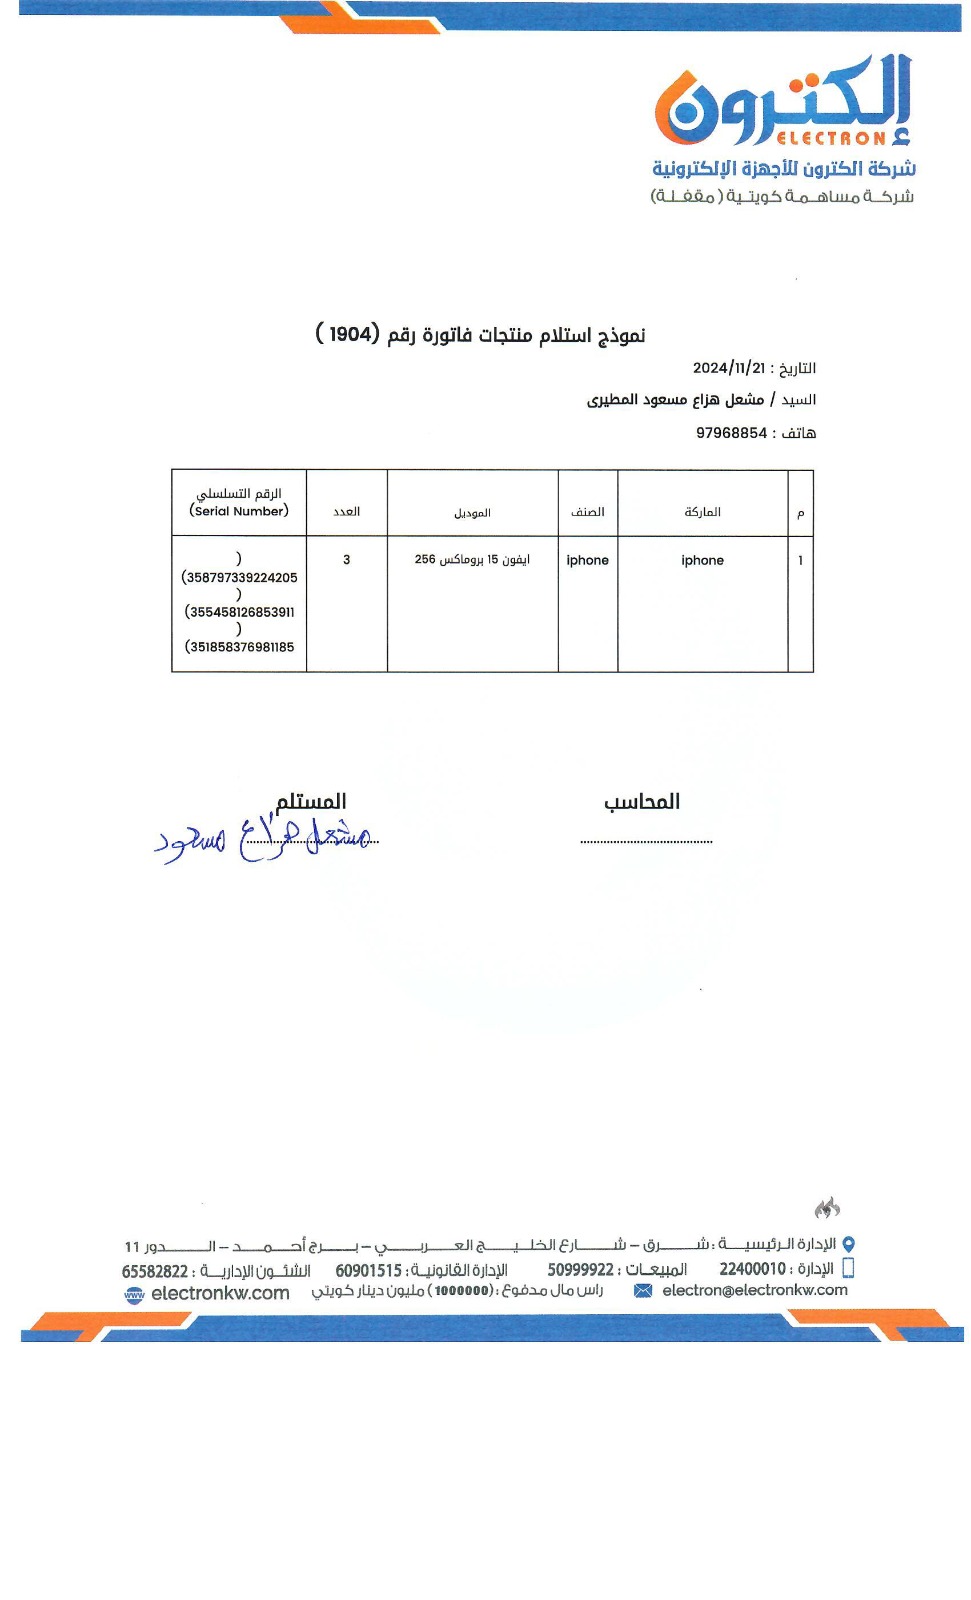 إلكترون
ELECTRON
شركة الكترون للأجهزة الإلكترونية
شركة مساهمة كويتية (مقفلة)
نموذج استلام منتجات فاتورة رقم (1904 )
التاريخ : 2024/11/21
السيد / مشعل هزاع مسعود المطيرى
هاتف : 97968854
م الماركة الصنف الموديل العدد الرقم التسلسلي (Serial Number)
1 iphone iphone ايفون 15 بروماكس 256 3
(
(358797339224205
(
(355458126853911
(
(351858376981185
المحاسب المستلم
مشعل هزاع مسعود
الإدارة الرئيسية : شرق – شارع الخليج العربي – برج أحمد – الدور 11
الإدارة : 22400010 المبيعات : 50999922 الإدارة القانونية : 60901515 الشئون الإدارية : 65582822
electron@electronkw.com راس مال مدفوع : (1000000) مليون دينار كويتي electronkw.com